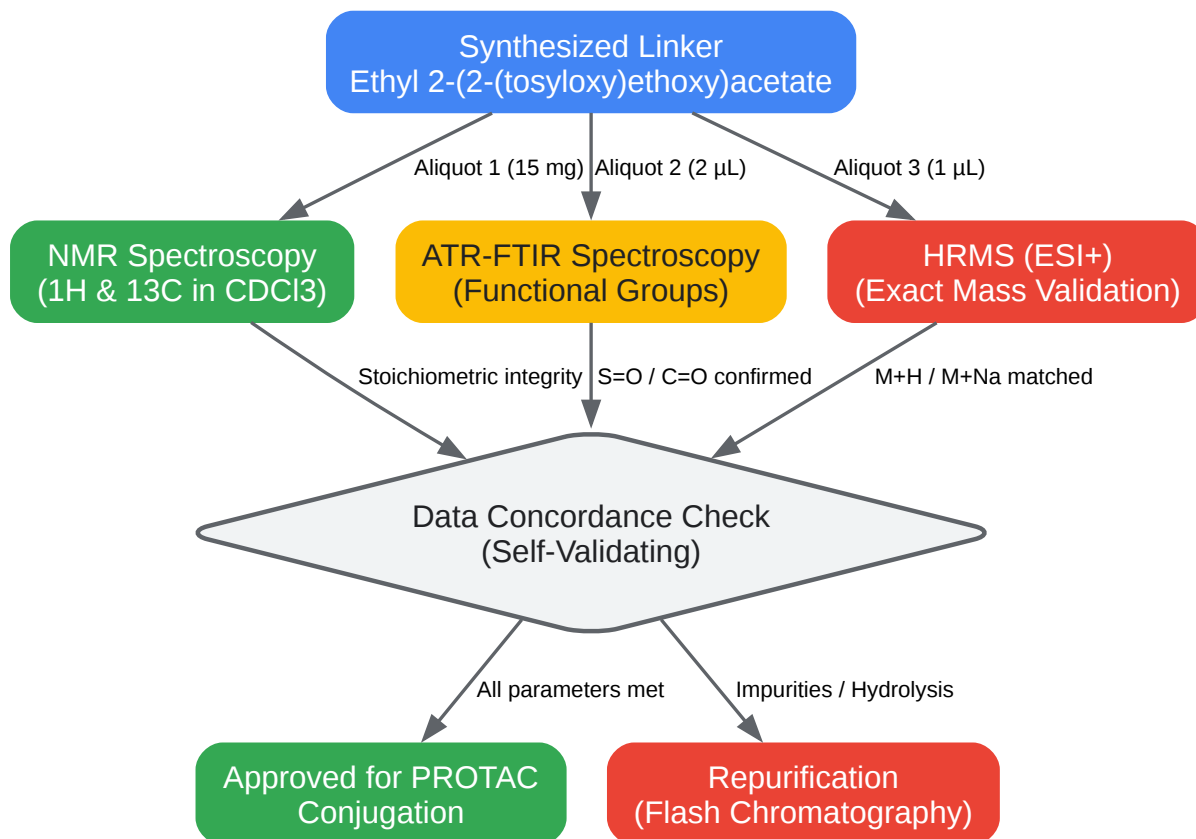 Synthesized Linker
Ethyl 2-(2-(tosyloxy)ethoxy)acetate
Aliquot 1 (15 mg)
Aliquot 2 (2 µL)
Aliquot 3 (1 µL)
NMR Spectroscopy
(1H & 13C in CDCl3)
ATR-FTIR Spectroscopy
(Functional Groups)
HRMS (ESI+)
(Exact Mass Validation)
Stoichiometric integrity
S=O / C=O confirmed
M+H / M+Na matched
Data Concordance Check
(Self-Validating)
All parameters met
Impurities / Hydrolysis
Approved for PROTAC
Conjugation
Repurification
(Flash Chromatography)